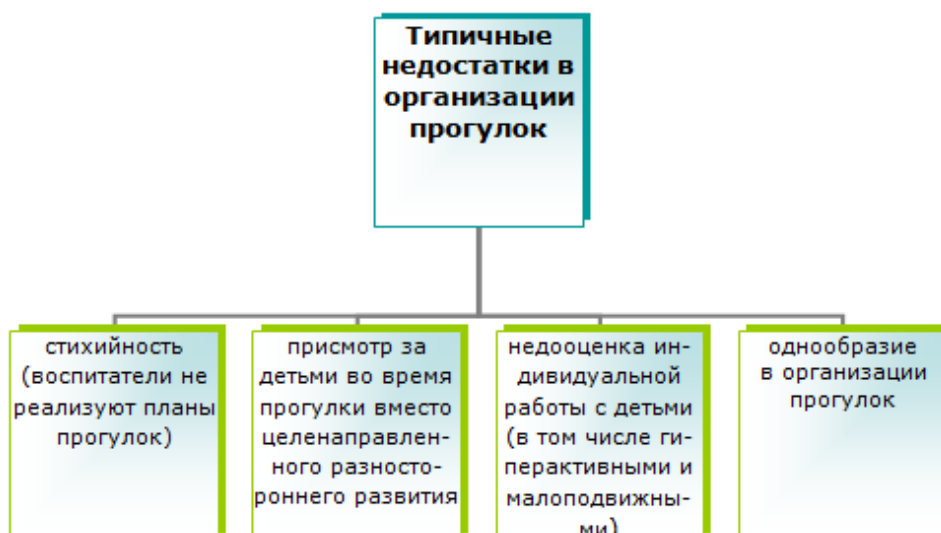 Типичные
недостатки в
организации
прогулок
стихийность
(воспитатели не
реализуют планы
прогулок)
присмотр за
детьми во время
прогулки вместо
целенаправлен-
ного разносто-
роннего развития
недооценка ин-
дивидуальной
работы с детьми
(в том числе ги-
перактивными и
малоподвижны-
ми)
однообразие
в организации
прогулок